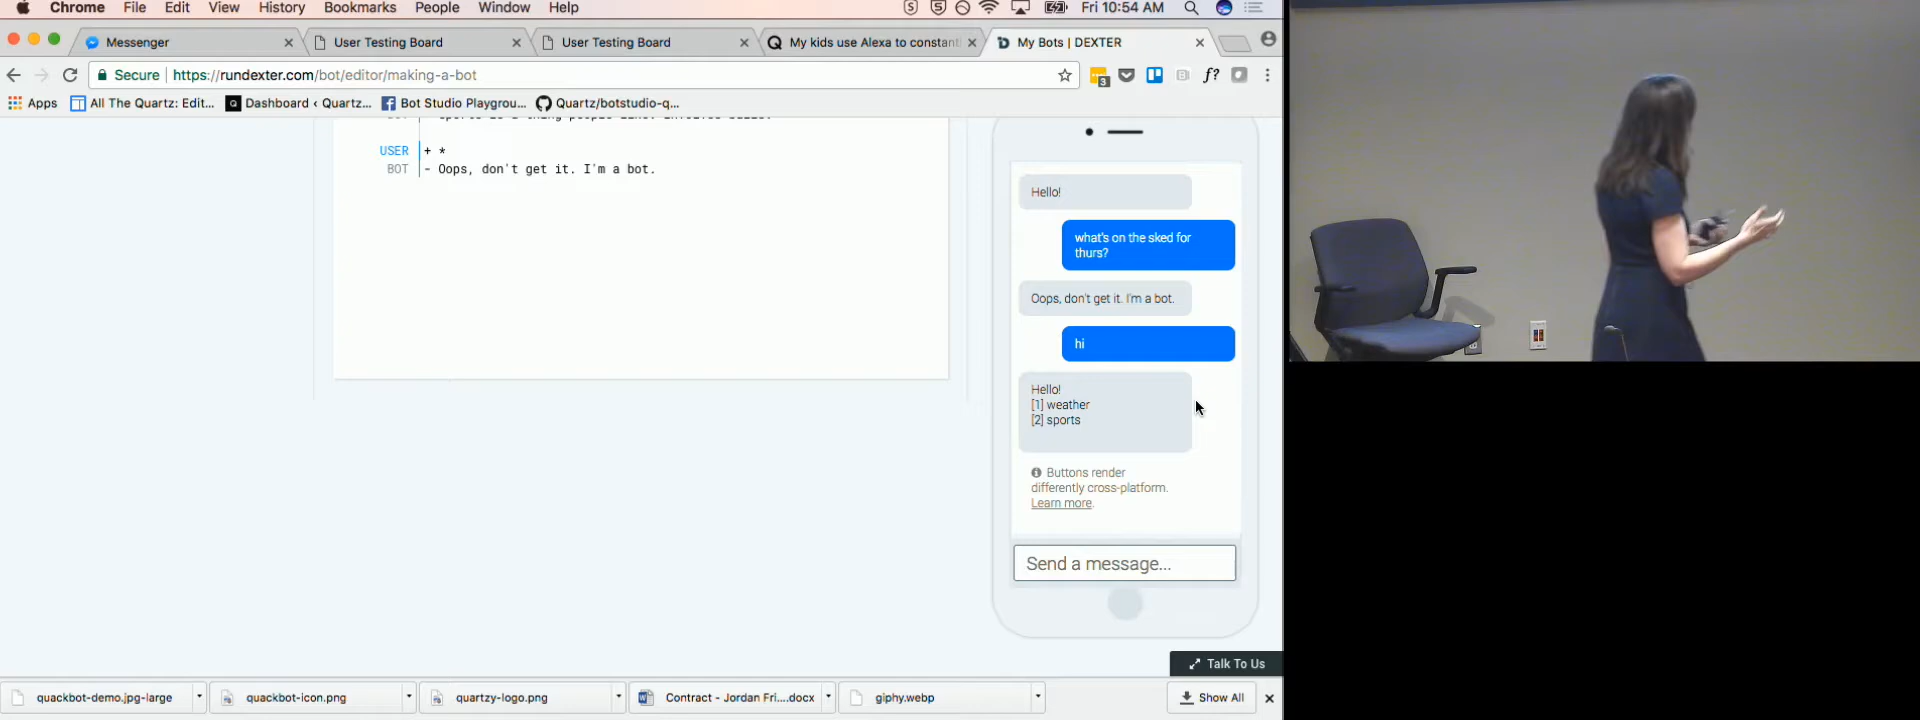 Chrome File Edit View History Bookmarks People Window Help Fri 10:54 AM
Messenger User Testing Board User Testing Board My kids use Alexa to constant My Bots | DEXTER
Secure https://rundexter.com/bot/editor/making-a-bot 3 f?
Apps All The Quartz: Edit... Dashboard ‹ Quartz... Bot Studio Playgrou... Quartz/botstudio-q...
USER + *
BOT - Oops, don't get it. I'm a bot.
Hello!
what's on the sked for
thurs?
Oops, don't get it. I'm a bot.
hi
Hello!
[1] weather
[2] sports
Buttons render
differently cross-platform.
Learn more.
Send a message...
Talk To Us
quackbot-demo.jpg-large quackbot-icon.png quartzy-logo.png Contract - Jordan Fri....docx giphy.webp Show All